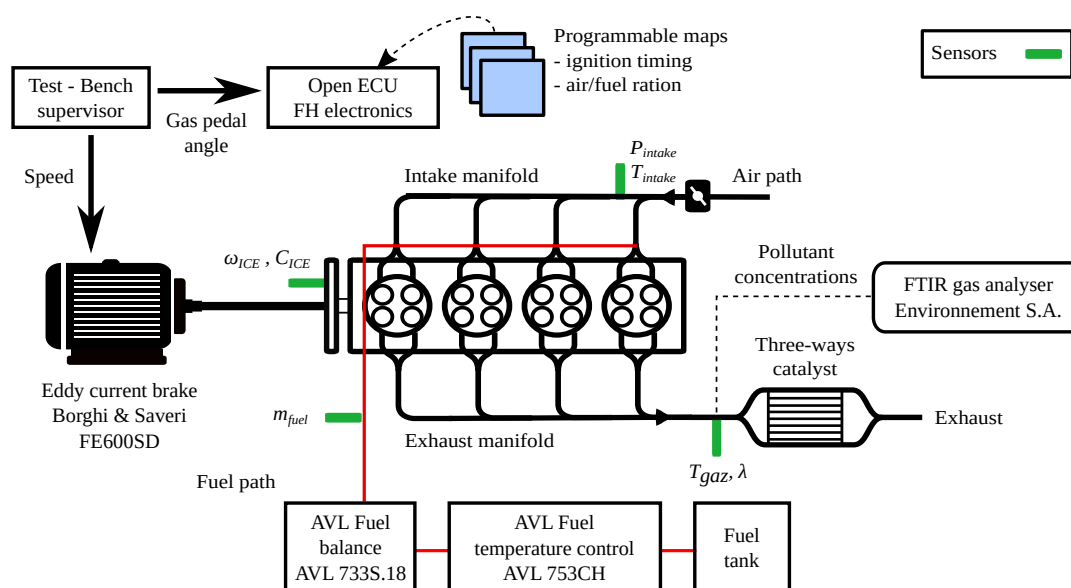 Programmable maps
- ignition timing
- air/fuel ration
Sensors
Test - Bench
supervisor
Open ECU
FH electronics
Gas pedal
angle
Speed
P_intake
T_intake
Intake manifold
Air path
ω_ICE , C_ICE
Pollutant
concentrations
FTIR gas analyser
Environnement S.A.
Three-ways
catalyst
Eddy current brake
Borghi & Saveri
FE600SD
m_fuel
Exhaust manifold
Exhaust
T_gaz, λ
Fuel path
AVL Fuel
balance
AVL 733S.18
AVL Fuel
temperature control
AVL 753CH
Fuel
tank